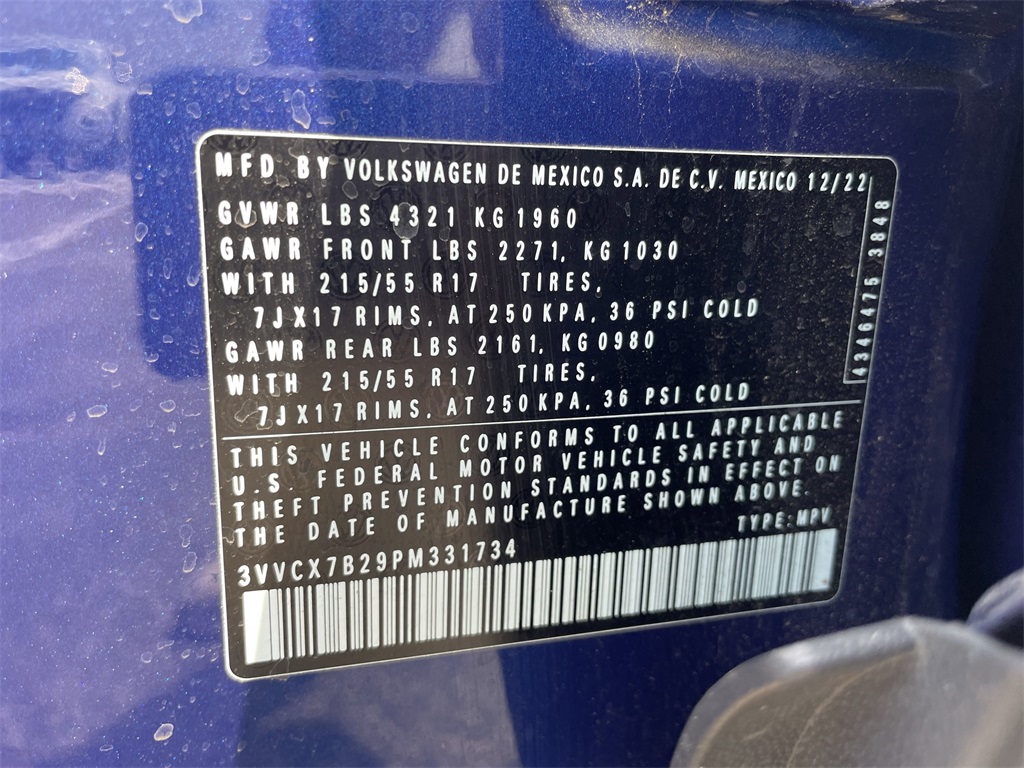 MFD BY VOLKSWAGEN DE MEXICO S.A. DE C.V. MEXICO 12/22
GVWR LBS 4321 KG 1960
GAWR FRONT LBS 2271, KG 1030
WITH 215/55 R17 TIRES,
7JX17 RIMS, AT 250 KPA, 36 PSI COLD
GAWR REAR LBS 2161, KG 0980
WITH 215/55 R17 TIRES,
7JX17 RIMS, AT 250 KPA, 36 PSI COLD
4346475 3848
THIS VEHICLE CONFORMS TO ALL APPLICABLE
U.S. FEDERAL MOTOR VEHICLE SAFETY AND
THEFT PREVENTION STANDARDS IN EFFECT ON
THE DATE OF MANUFACTURE SHOWN ABOVE.
TYPE: MPV
3VVCX7B29PM331734